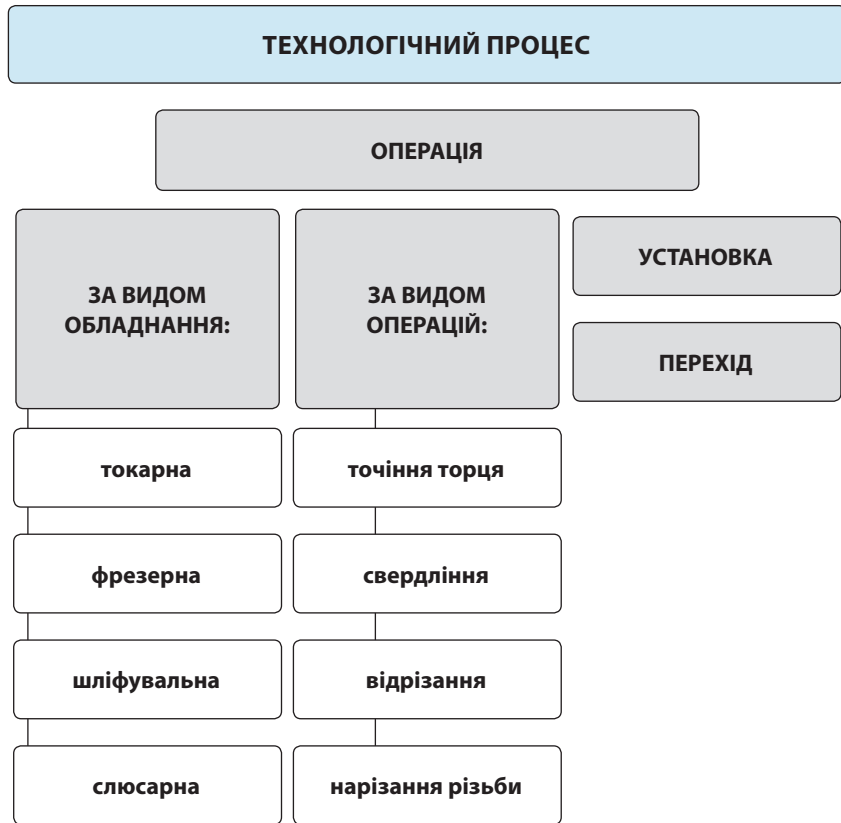 ТЕХНОЛОГІЧНИЙ ПРОЦЕС
ОПЕРАЦІЯ
ЗА ВИДОМ
ОБЛАДНАННЯ:
токарна
фрезерна
шліфувальна
слюсарна
ЗА ВИДОМ
ОПЕРАЦІЙ:
точіння торця
свердління
відрізання
нарізання різьби
УСТАНОВКА
ПЕРЕХІД